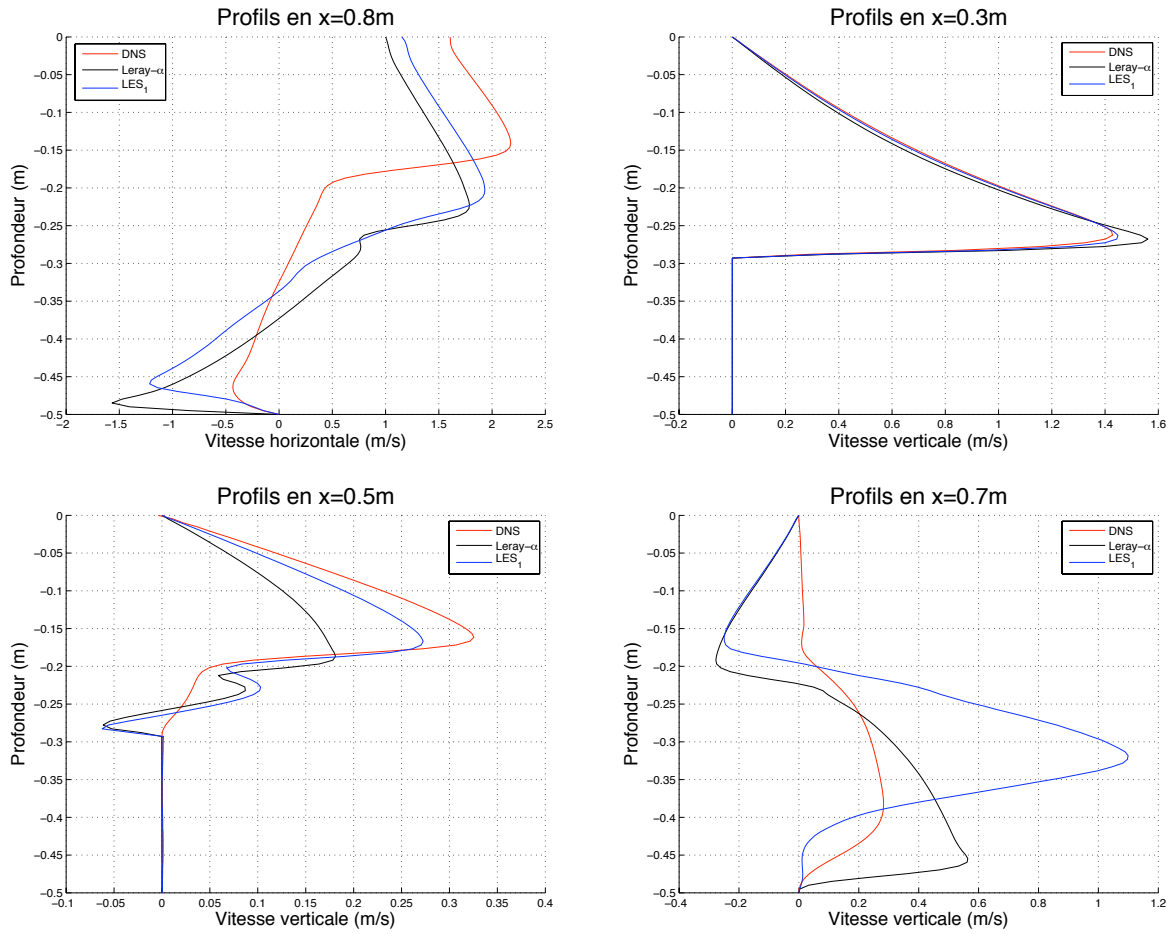 Profils en x=0.8m
DNS
Leray−α
LES1
0
−0.05
−0.1
−0.15
−0.2
−0.25
−0.3
−0.35
−0.4
−0.45
−0.5
Profondeur (m)
−2 −1.5 −1 −0.5 0 0.5 1 1.5 2 2.5
Vitesse horizontale (m/s)
Profils en x=0.3m
DNS
Leray−α
LES1
0
−0.05
−0.1
−0.15
−0.2
−0.25
−0.3
−0.35
−0.4
−0.45
−0.5
Profondeur (m)
−0.2 0 0.2 0.4 0.6 0.8 1 1.2 1.4 1.6
Vitesse verticale (m/s)
Profils en x=0.5m
DNS
Leray−α
LES1
0
−0.05
−0.1
−0.15
−0.2
−0.25
−0.3
−0.35
−0.4
−0.45
−0.5
Profondeur (m)
−0.1 −0.05 0 0.05 0.1 0.15 0.2 0.25 0.3 0.35 0.4
Vitesse verticale (m/s)
Profils en x=0.7m
DNS
Leray−α
LES1
0
−0.05
−0.1
−0.15
−0.2
−0.25
−0.3
−0.35
−0.4
−0.45
−0.5
Profondeur (m)
−0.4 −0.2 0 0.2 0.4 0.6 0.8 1 1.2
Vitesse verticale (m/s)